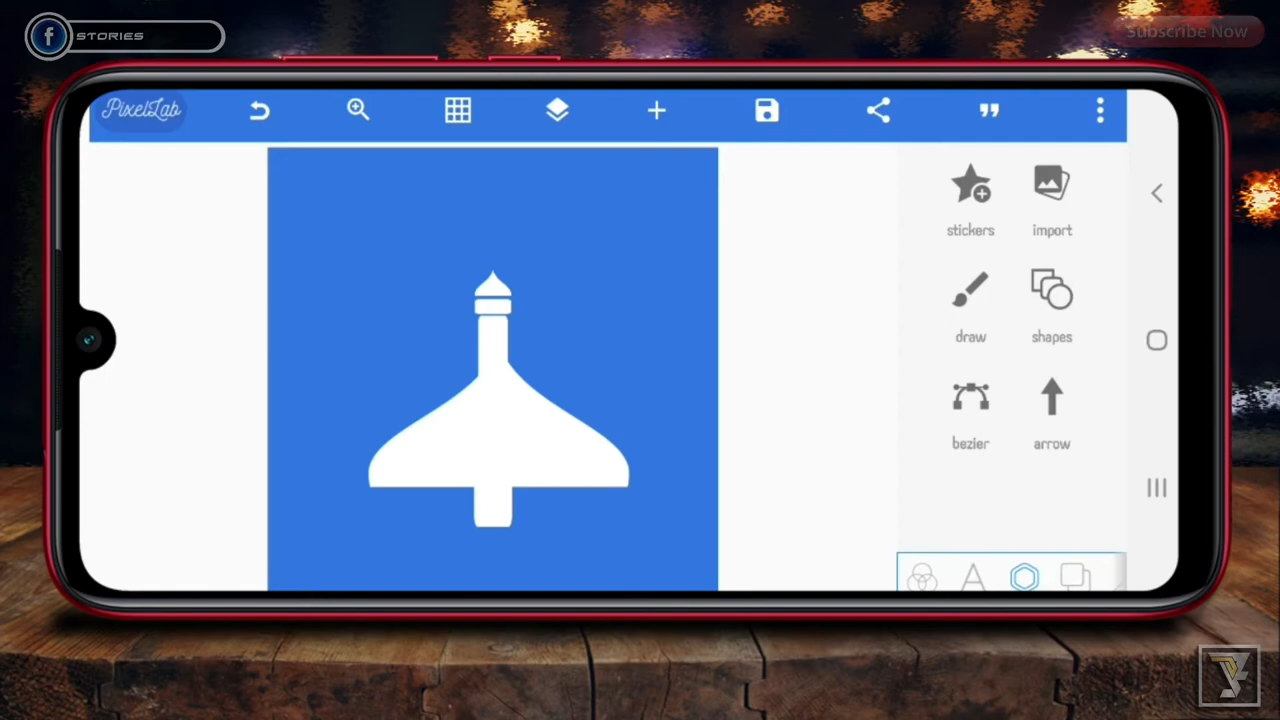 f STORIES
Subscribe Now
PixelLab
stickers
import
draw
shapes
bezier
arrow